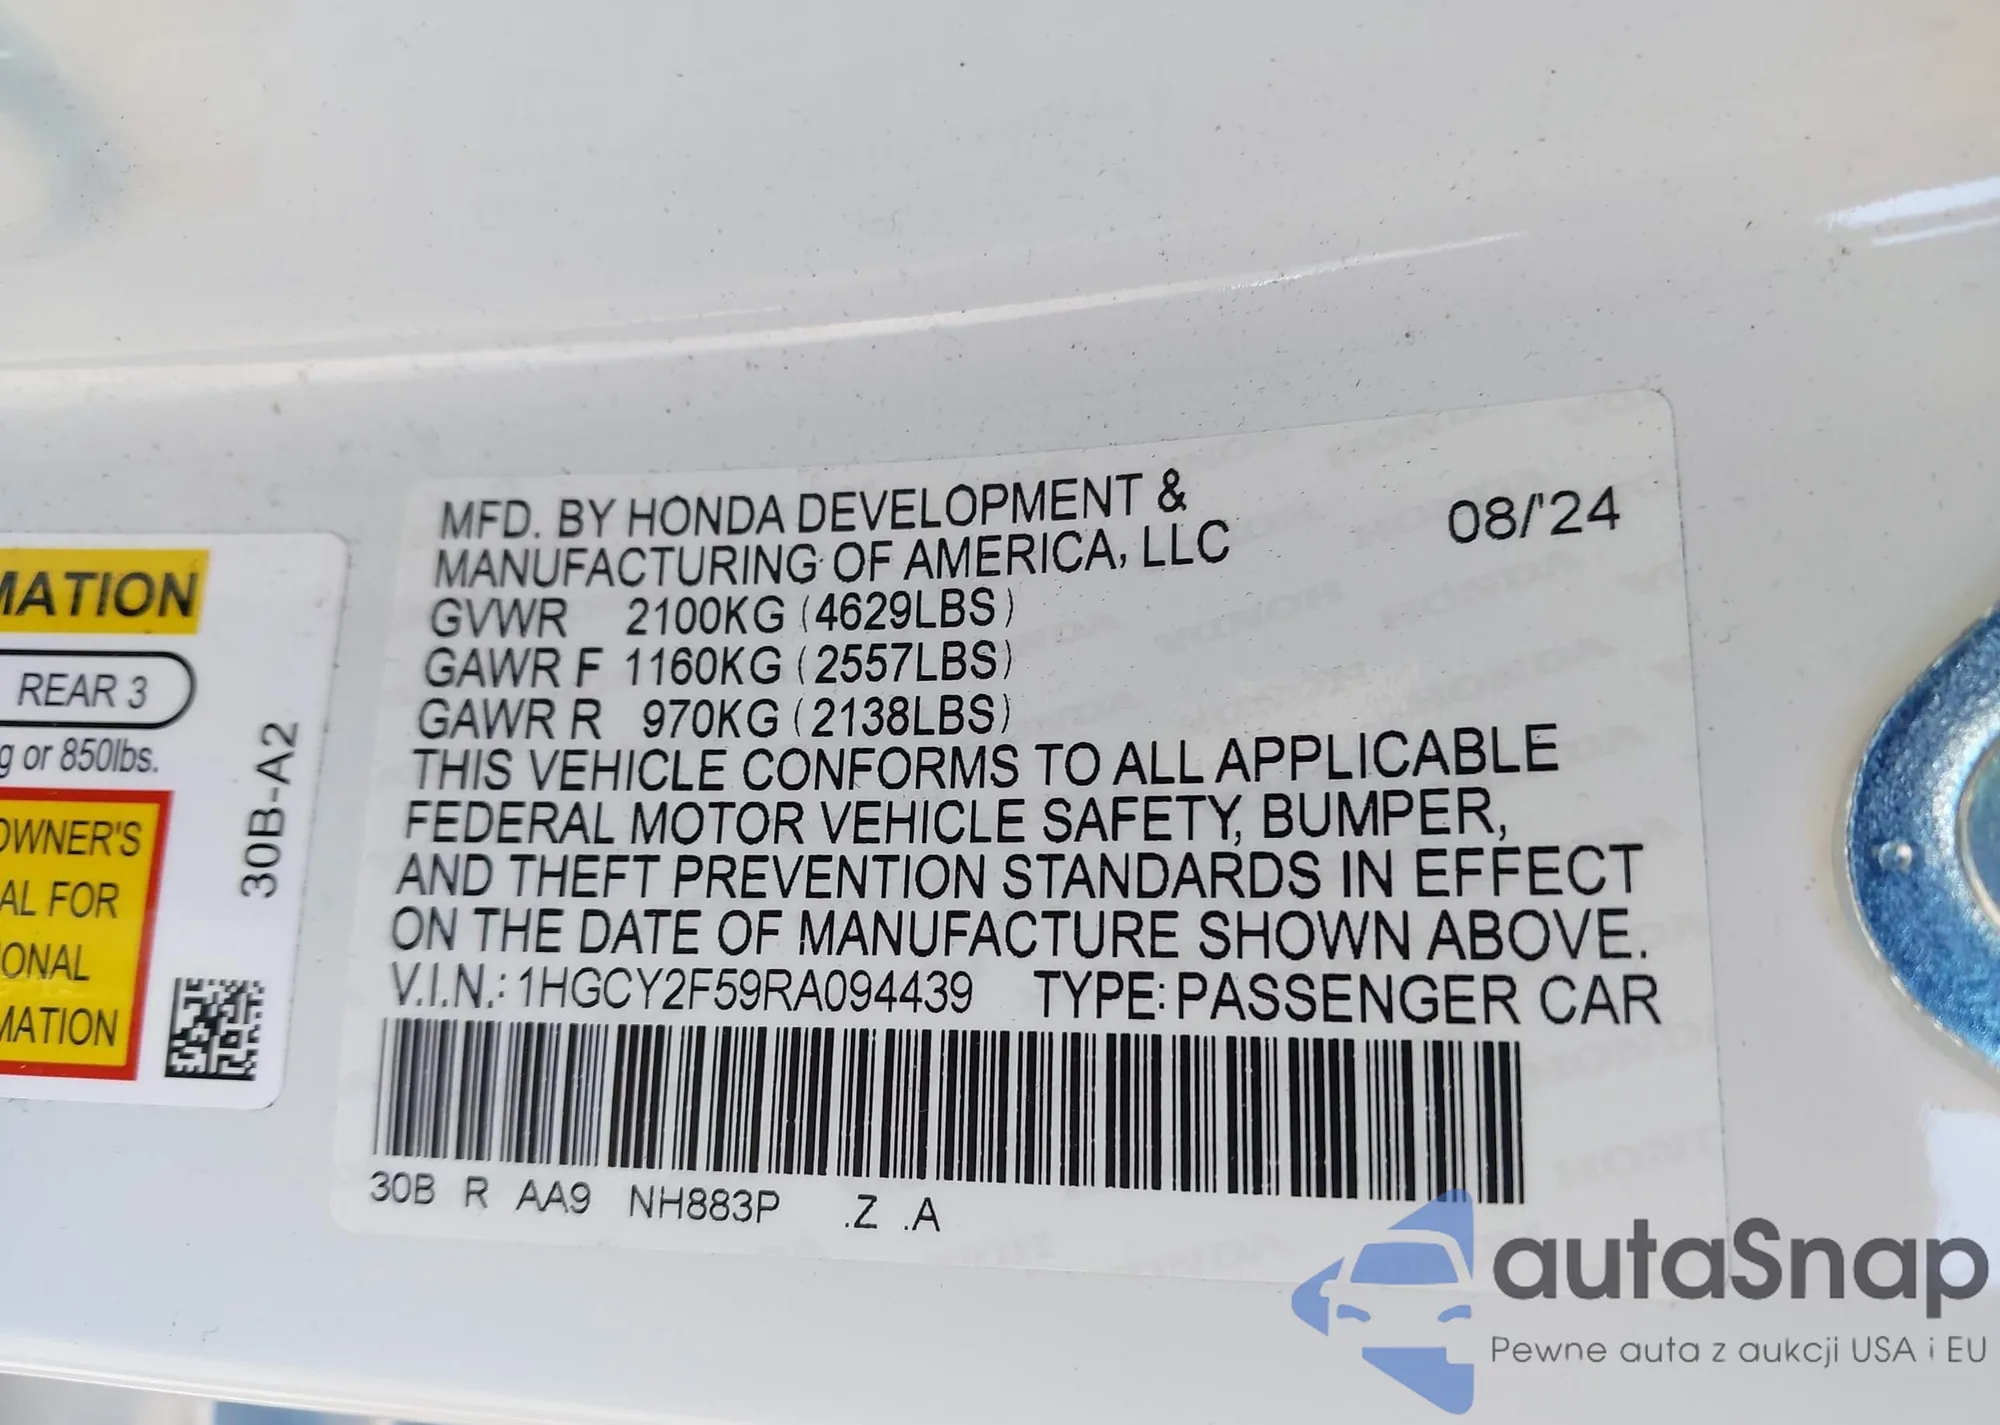 MATION
REAR 3
g or 850lbs.
OWNER'S
AL FOR
ONAL
MATION
30B-A2
MFD. BY HONDA DEVELOPMENT &
MANUFACTURING OF AMERICA, LLC
08/'24
GVWR 2100KG (4629LBS)
GAWR F 1160KG (2557LBS)
GAWR R 970KG (2138LBS)
THIS VEHICLE CONFORMS TO ALL APPLICABLE
FEDERAL MOTOR VEHICLE SAFETY, BUMPER,
AND THEFT PREVENTION STANDARDS IN EFFECT
ON THE DATE OF MANUFACTURE SHOWN ABOVE.
V.I.N.: 1HGCY2F59RA094439 TYPE: PASSENGER CAR
30B R AA9 NH883P .Z .A
autaSnap
Pewne auta z aukcji USA i EU